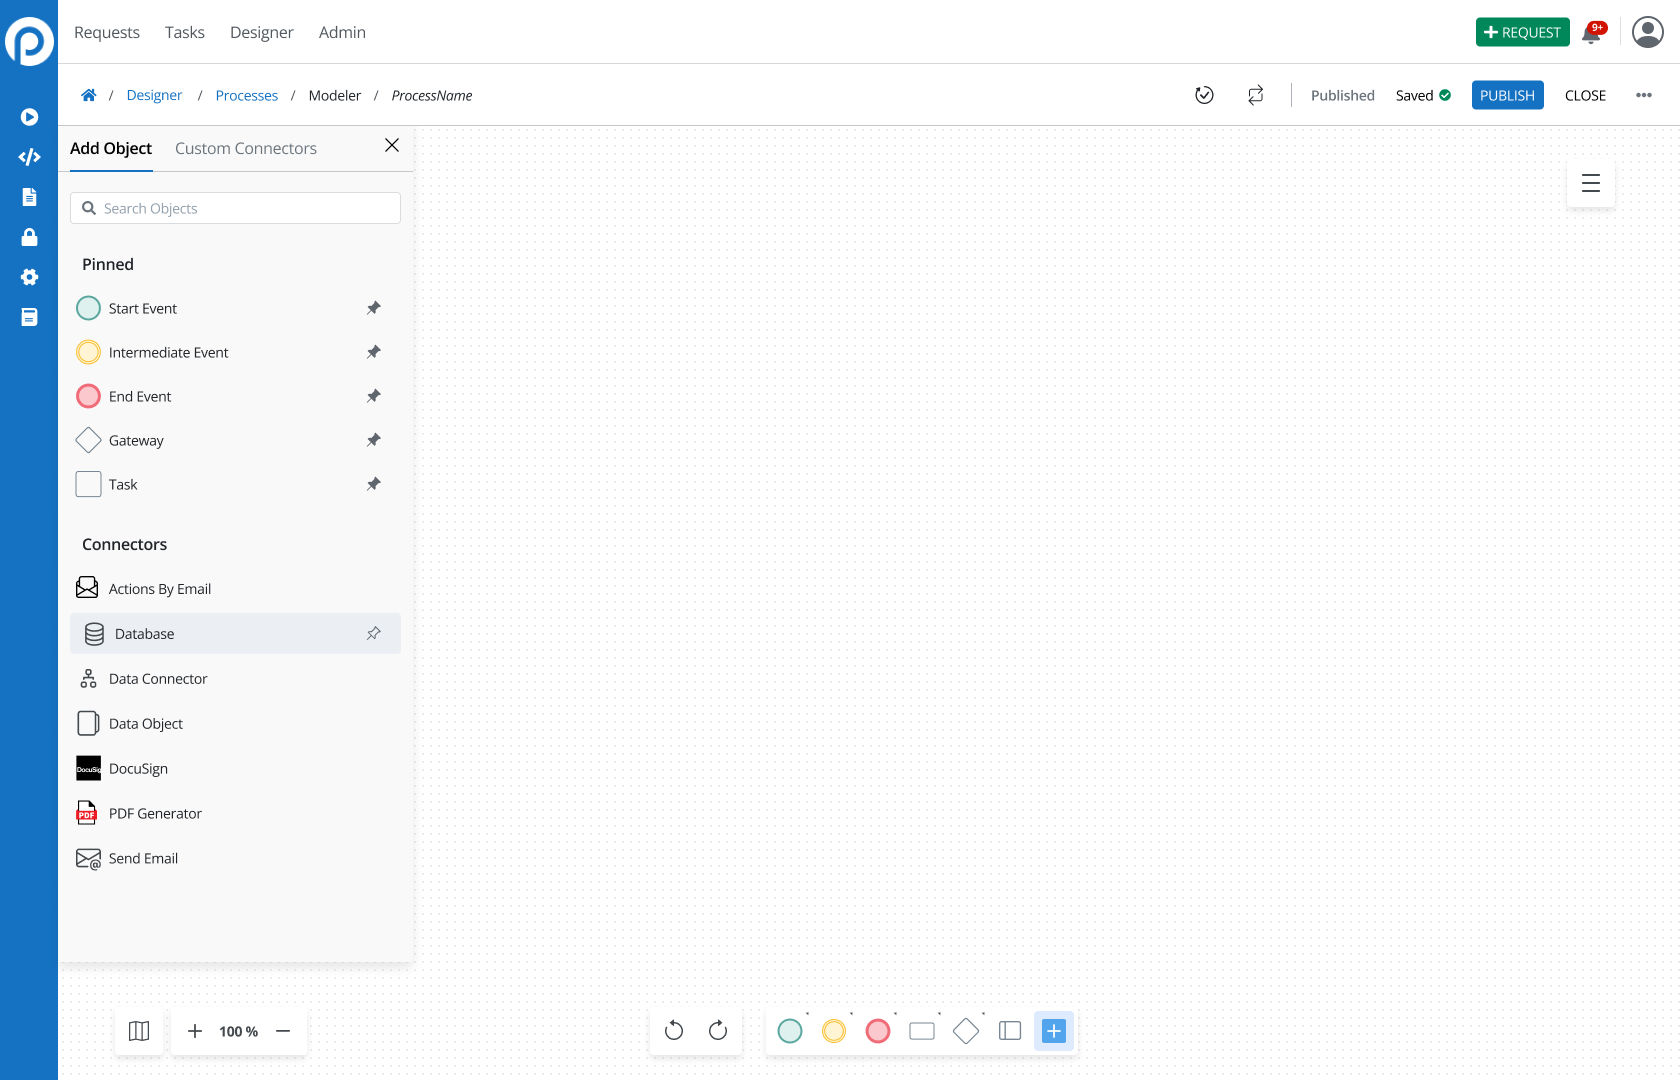 Requests Tasks Designer Admin
+ REQUEST
9+
/ Designer / Processes / Modeler / ProcessName
Published Saved PUBLISH CLOSE
Add Object Custom Connectors
Search Objects
Pinned
Start Event
Intermediate Event
End Event
Gateway
Task
Connectors
Actions By Email
Database
Data Connector
Data Object
DocuSign
PDF Generator
PDF
Send Email
100 %